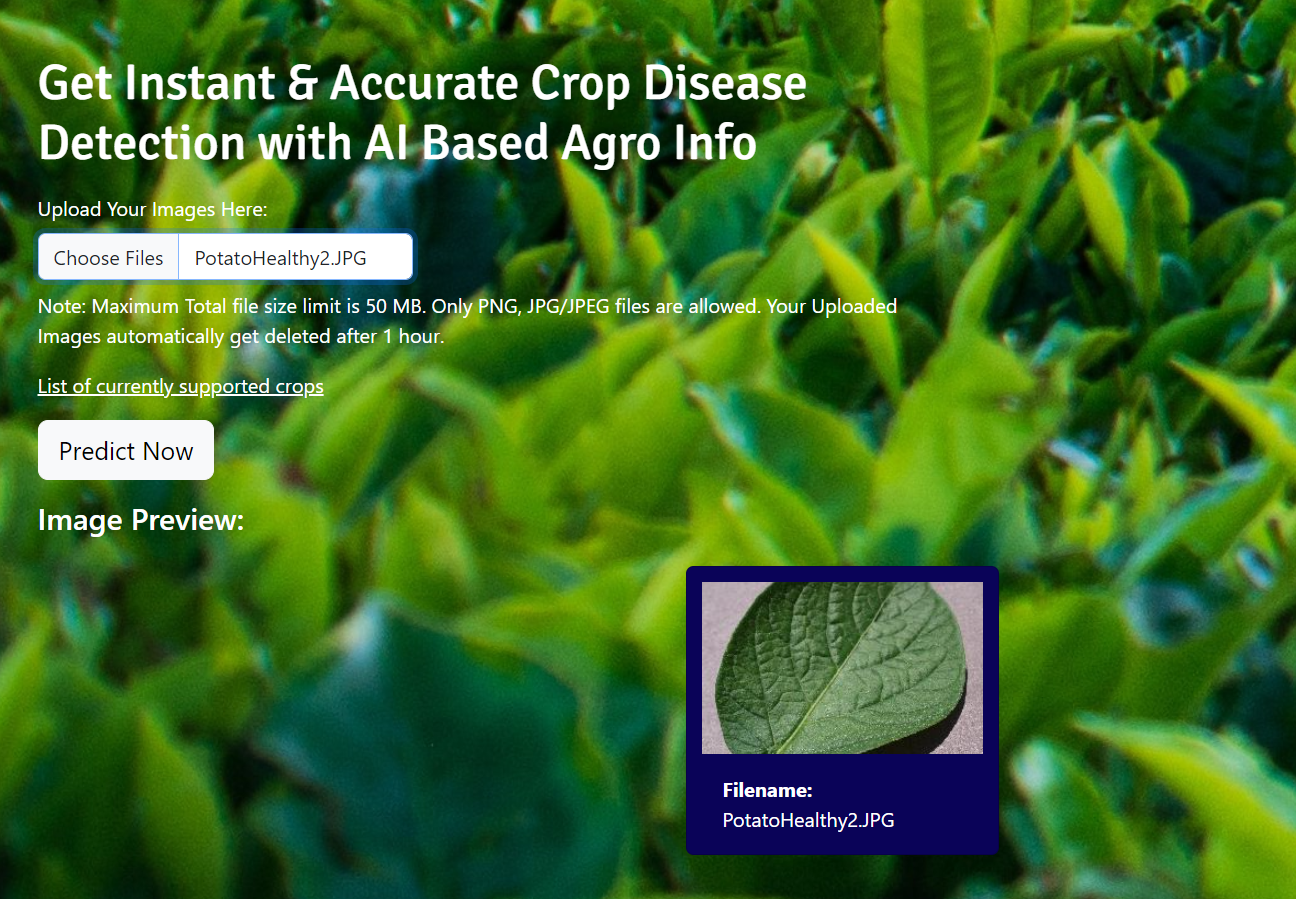 Get Instant & Accurate Crop Disease
Detection with AI Based Agro Info
Upload Your Images Here:
Choose Files PotatoHealthy2.JPG
Note: Maximum Total file size limit is 50 MB. Only PNG, JPG/JPEG files are allowed. Your Uploaded
Images automatically get deleted after 1 hour.
List of currently supported crops
Predict Now
Image Preview:
Filename:
PotatoHealthy2.JPG